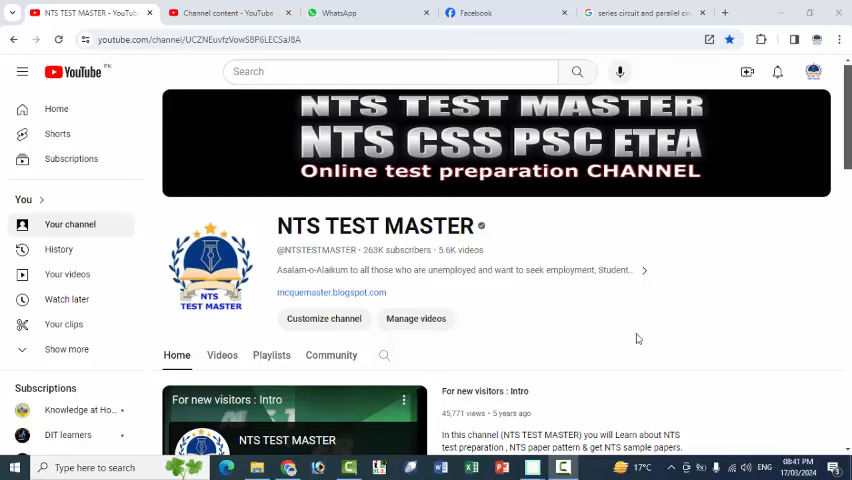 NTS TEST MASTER - YouTub
Channel content - YouTube
WhatsApp
Facebook
series circuit and parallel circ
youtube.com/channel/UCZNEuvfzVowS8P6LECSaJ8A
YouTube PK
Search
NTS TEST MASTER
NTS CSS PSC ETEA
Online test preparation CHANNEL
Home
Shorts
Subscriptions
You
Your channel
History
Your videos
Watch later
Your clips
Show more
Subscriptions
Knowledge at Ho...
DIT learners
NTS
TEST MASTER
NTS TEST MASTER
@NTSTESTMASTER • 263K subscribers • 5.6K videos
Asalam-o-Alaikum to all those who are unemployed and want to seek employment, Student...
mcquemaster.blogspot.com
Customize channel
Manage videos
Home
Videos
Playlists
Community
For new visitors : Intro
NTS TEST MASTER
For new visitors : Intro
45,771 views • 5 years ago
In this channel (NTS TEST MASTER) you will Learn about NTS
test preparation , NTS paper pattern & get NTS sample papers.
Type here to search
17°C
ENG
08:41 PM
17/03/2024
3